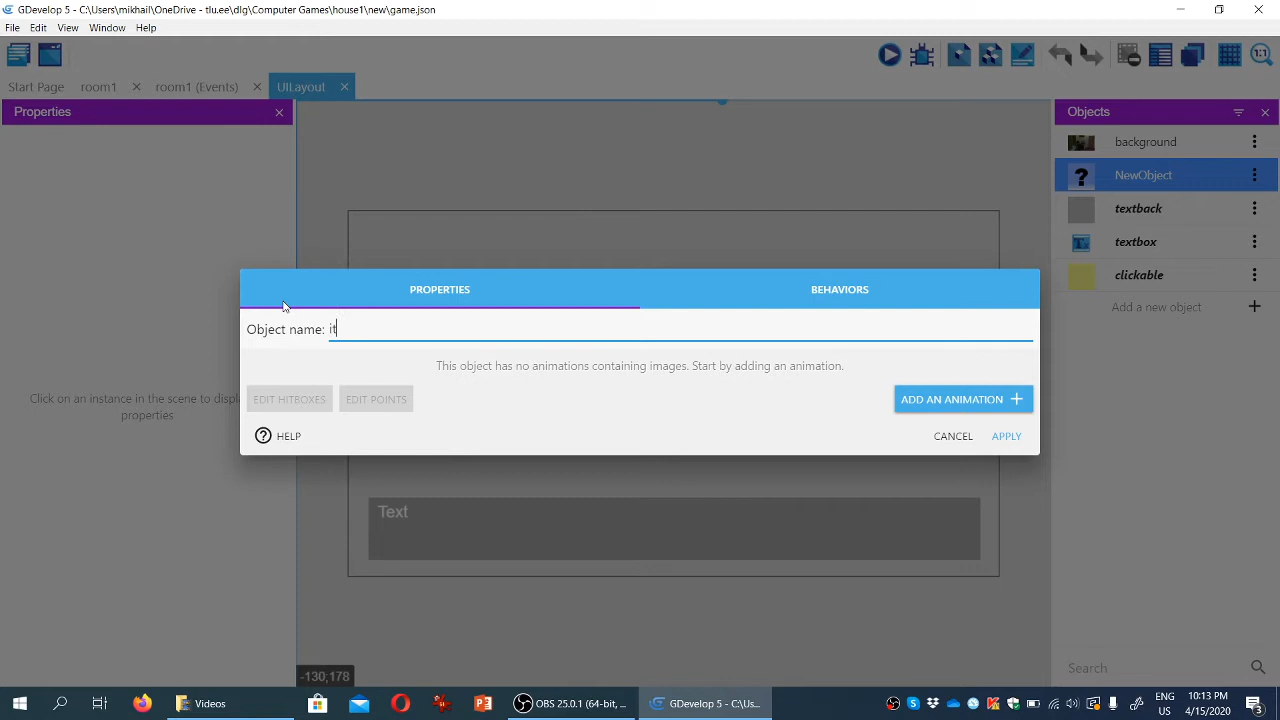 GDevelop 5 - C:\Users\mikhail\OneDrive - tlu.ee\dlg\Computer Games\house1\new\game.json
File Edit View Window Help
1:1
Start Page room1 room1 (Events) UILayout
Properties
Objects
background
NewObject
textback
textbox
clickable
Add a new object
PROPERTIES BEHAVIORS
Object name: it
This object has no animations containing images. Start by adding an animation.
Click on an instance in the scene to displ
properties
EDIT HITBOXES EDIT POINTS ADD AN ANIMATION
HELP CANCEL APPLY
Text
-130;178
Search
Videos
OBS 25.0.1 (64-bit, ...
GDevelop 5 - C:\Us...
ENG
US
10:13 PM
4/15/2020
3